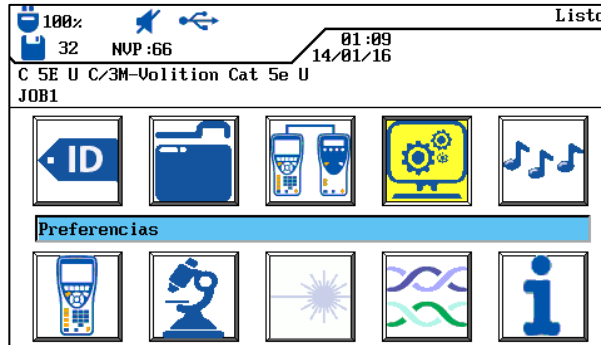 100%
Listo
32 NVP:66
01:09
14/01/16
C 5E U C/3M-Volition Cat 5e U
JOB1
ID
Preferencias